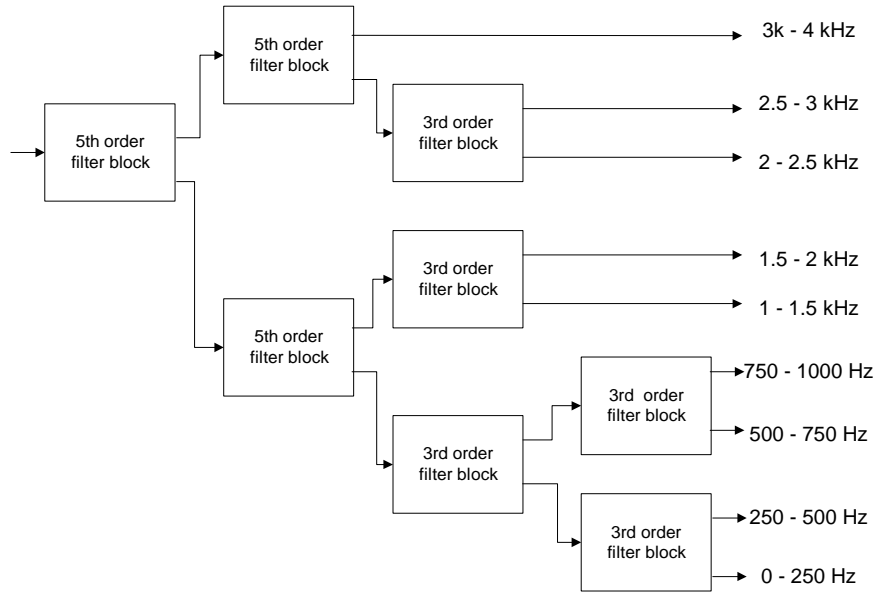 5th order
filter block
3k - 4 kHz
5th order
filter block
3rd order
filter block
2.5 - 3 kHz
2 - 2.5 kHz
5th order
filter block
3rd order
filter block
1.5 - 2 kHz
1 - 1.5 kHz
3rd order
filter block
3rd order
filter block
750 - 1000 Hz
500 - 750 Hz
3rd order
filter block
250 - 500 Hz
0 - 250 Hz